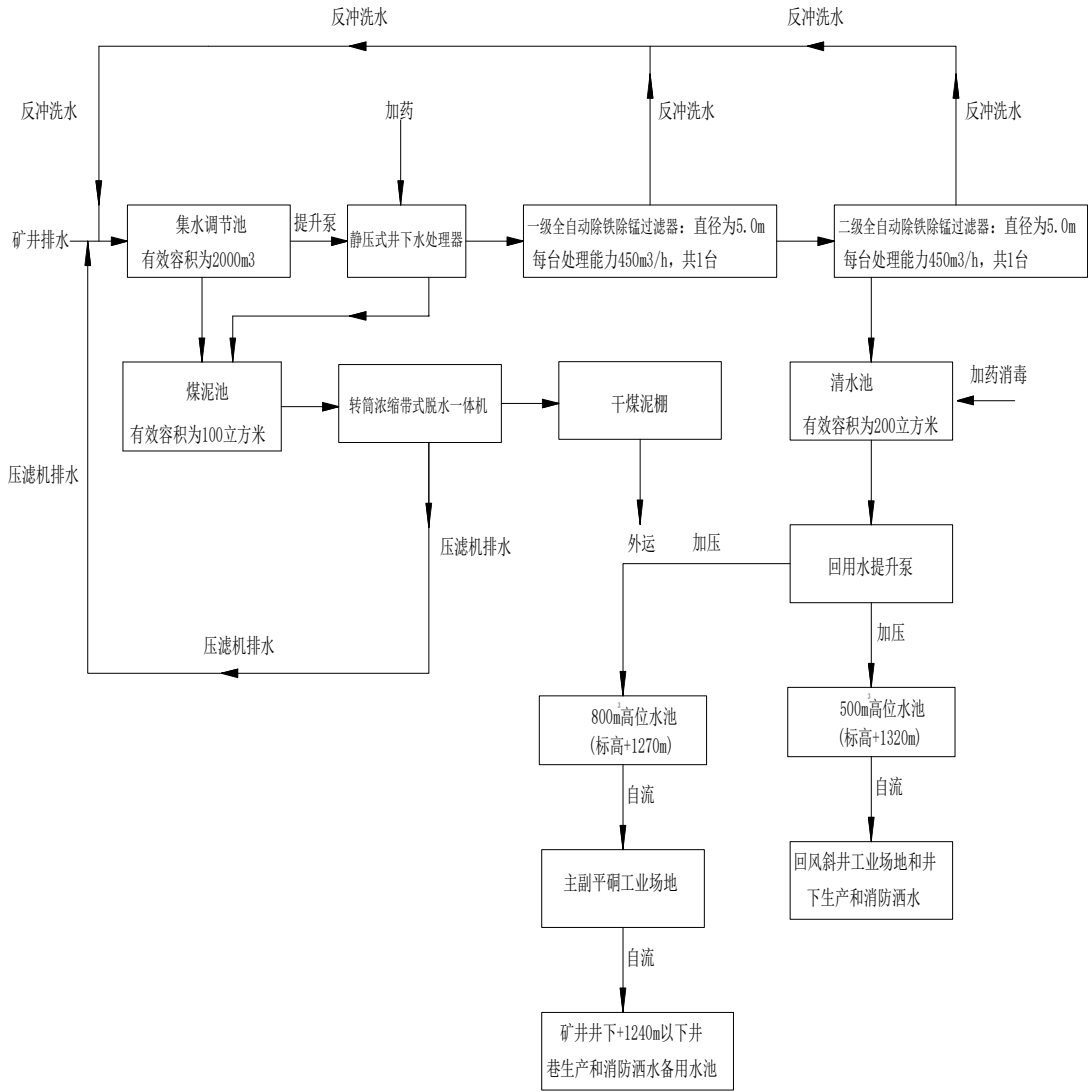 反冲洗水
反冲洗水
反冲洗水
加药
反冲洗水
反冲洗水
矿井排水
集水调节池
有效容积为2000m3
提升泵
静压式井下水处理器
一级全自动除铁除锰过滤器：直径为5.0m
每台处理能力450m3/h，共1台
二级全自动除铁除锰过滤器：直径为5.0m
每台处理能力450m3/h，共1台
煤泥池
有效容积为100立方米
转筒浓缩带式脱水一体机
干煤泥棚
清水池
有效容积为200立方米
加药消毒
压滤机排水
压滤机排水
外运
加压
回用水提升泵
压滤机排水
加压
800m³高位水池
(标高+1270m)
500m³高位水池
(标高+1320m)
自流
自流
主副平硐工业场地
回风斜井工业场地和井
下生产和消防洒水
自流
矿井井下+1240m以下井
巷生产和消防洒水备用水池